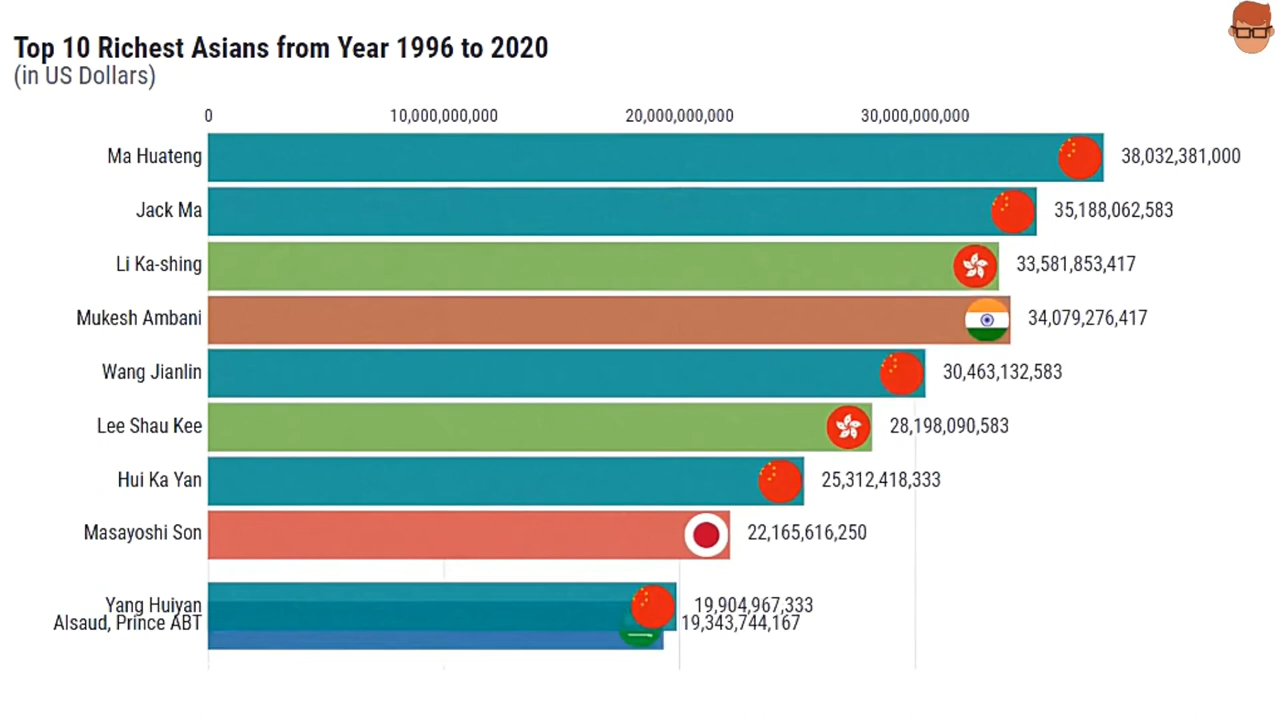 Top 10 Richest Asians from Year 1996 to 2020
(in US Dollars)
0 10,000,000,000 20,000,000,000 30,000,000,000
Ma Huateng 38,032,381,000
Jack Ma 35,188,062,583
Li Ka-shing 33,581,853,417
Mukesh Ambani 34,079,276,417
Wang Jianlin 30,463,132,583
Lee Shau Kee 28,198,090,583
Hui Ka Yan 25,312,418,333
Masayoshi Son 22,165,616,250
Yang Huiyan 19,904,967,333
Alsaud, Prince ABT 19,343,744,167